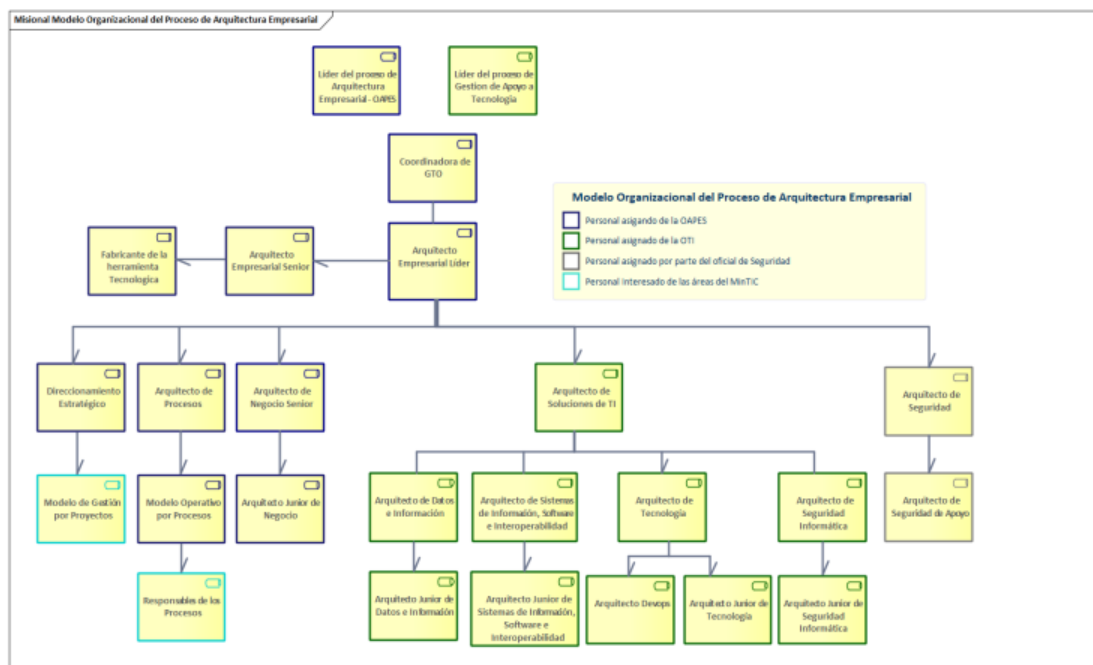 Misional Modelo Organizacional del Proceso de Arquitectura Empresarial
Líder del proceso de
Arquitectura
Empresarial - OAPES
Líder del proceso de
Gestion de Apoyo a
Tecnología
Coordinadora de
GTO
Modelo Organizacional del Proceso de Arquitectura Empresarial
Personal asigando de la OAPES
Personal asignado de la OTI
Personal asignado por parte del oficial de Seguridad
Personal Interesado de las áreas del MinTIC
Fabricante de la
herramienta
Tecnologica
Arquitecto
Empresarial Senior
Arquitecto
Empresarial Líder
Direccionamiento
Estratégico
Arquitecto de
Procesos
Arquitecto de
Negocio Senior
Arquitecto de
Soluciones de TI
Arquitecto de
Seguridad
Modelo de Gestión
por Proyectos
Modelo Operativo
por Procesos
Arquitecto Junior de
Negocio
Arquitecto de Datos
e Información
Arquitecto de Sistemas
de Información, Software
e Interoperabilidad
Arquitecto de
Tecnología
Arquitecto de
Seguridad
Informática
Arquitecto de
Seguridad de Apoyo
Responsables de los
Procesos
Arquitecto Junior de
Datos e Información
Arquitecto Junior de
Sistemas de Información,
Software e
Interoperabilidad
Arquitecto Devops
Arquitecto Junior de
Tecnología
Arquitecto Junior de
Seguridad
Informática